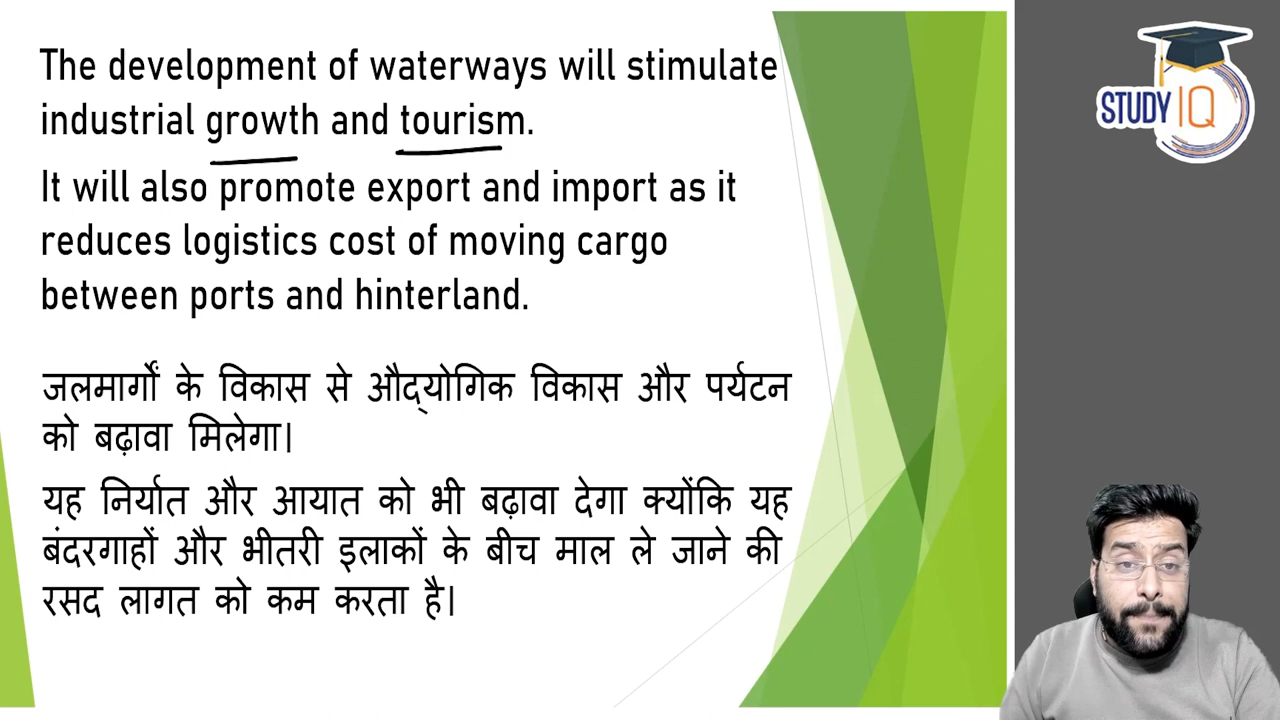 The development of waterways will stimulate
industrial growth and tourism.
It will also promote export and import as it
reduces logistics cost of moving cargo
between ports and hinterland.
जलमार्गों के विकास से औद्योगिक विकास और पर्यटन
को बढ़ावा मिलेगा।
यह निर्यात और आयात को भी बढ़ावा देगा क्योंकि यह
बंदरगाहों और भीतरी इलाकों के बीच माल ले जाने की
रसद लागत को कम करता है।
STUDY IQ